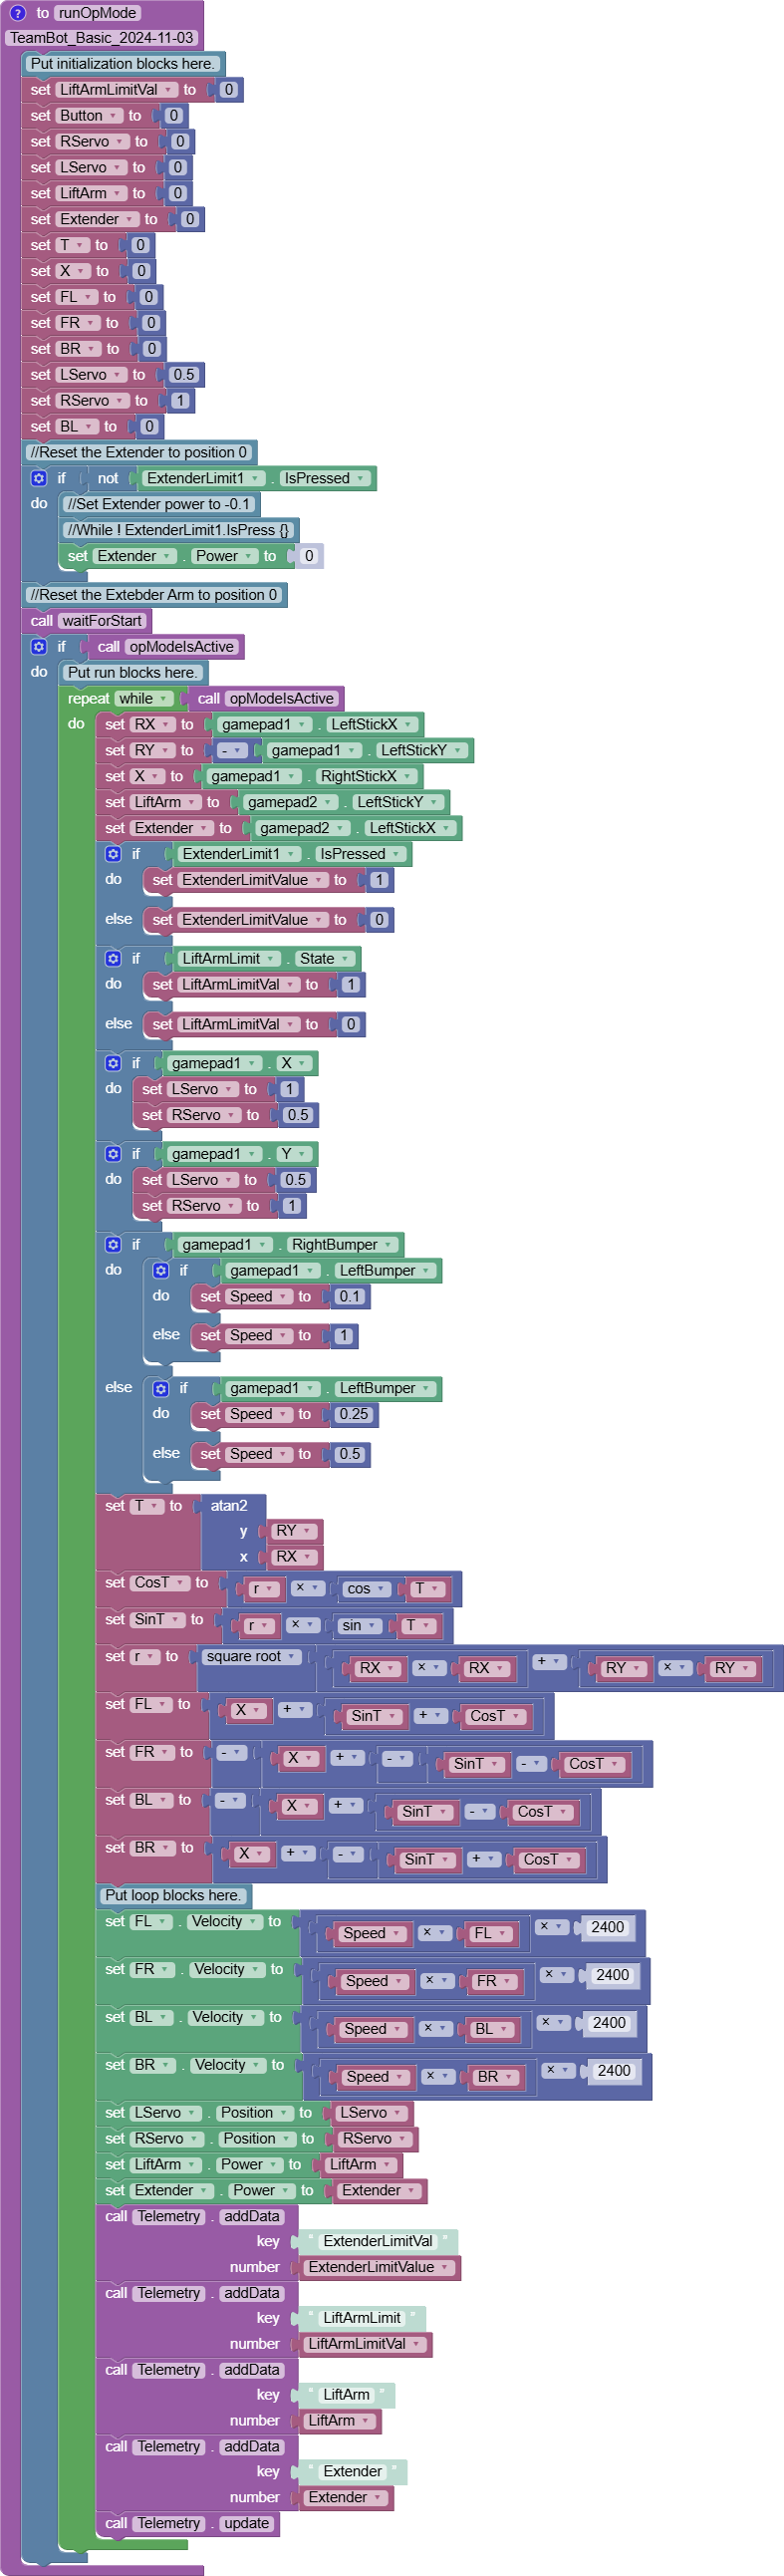 ? to runOpMode
TeamBot_Basic_2024-11-03
Put initialization blocks here.
set LiftArmLimitVal to 0
set Button to 0
set RServo to 0
set LServo to 0
set LiftArm to 0
set Extender to 0
set T to 0
set X to 0
set FL to 0
set FR to 0
set BR to 0
set LServo to 0.5
set RServo to 1
set BL to 0
//Reset the Extender to position 0
if not ExtenderLimit1 . IsPressed
do //Set Extender power to -0.1
//While ! ExtenderLimit1.IsPress {}
set Extender . Power to 0
//Reset the Extebder Arm to position 0
call waitForStart
if call opModeIsActive
do Put run blocks here.
repeat while call opModeIsActive
do set RX to gamepad1 . LeftStickX
set RY to - gamepad1 . LeftStickY
set X to gamepad1 . RightStickX
set LiftArm to gamepad2 . LeftStickY
set Extender to gamepad2 . LeftStickX
if ExtenderLimit1 . IsPressed
do set ExtenderLimitValue to 1
else set ExtenderLimitValue to 0
if LiftArmLimit . State
do set LiftArmLimitVal to 1
else set LiftArmLimitVal to 0
if gamepad1 . X
do set LServo to 1
set RServo to 0.5
if gamepad1 . Y
do set LServo to 0.5
set RServo to 1
if gamepad1 . RightBumper
do if gamepad1 . LeftBumper
do set Speed to 0.1
else set Speed to 1
else if gamepad1 . LeftBumper
do set Speed to 0.25
else set Speed to 0.5
set T to atan2
y RY
x RX
set CosT to r × cos T
set SinT to r × sin T
set r to square root RX × RX + RY × RY
set FL to X + SinT + CosT
set FR to - X + - SinT - CosT
set BL to - X + SinT - CosT
set BR to X + - SinT + CosT
Put loop blocks here.
set FL . Velocity to Speed × FL × 2400
set FR . Velocity to Speed × FR × 2400
set BL . Velocity to Speed × BL × 2400
set BR . Velocity to Speed × BR × 2400
set LServo . Position to LServo
set RServo . Position to RServo
set LiftArm . Power to LiftArm
set Extender . Power to Extender
call Telemetry . addData
key “ ExtenderLimitVal ”
number ExtenderLimitValue
call Telemetry . addData
key “ LiftArmLimit ”
number LiftArmLimitVal
call Telemetry . addData
key “ LiftArm ”
number LiftArm
call Telemetry . addData
key “ Extender ”
number Extender
call Telemetry . update